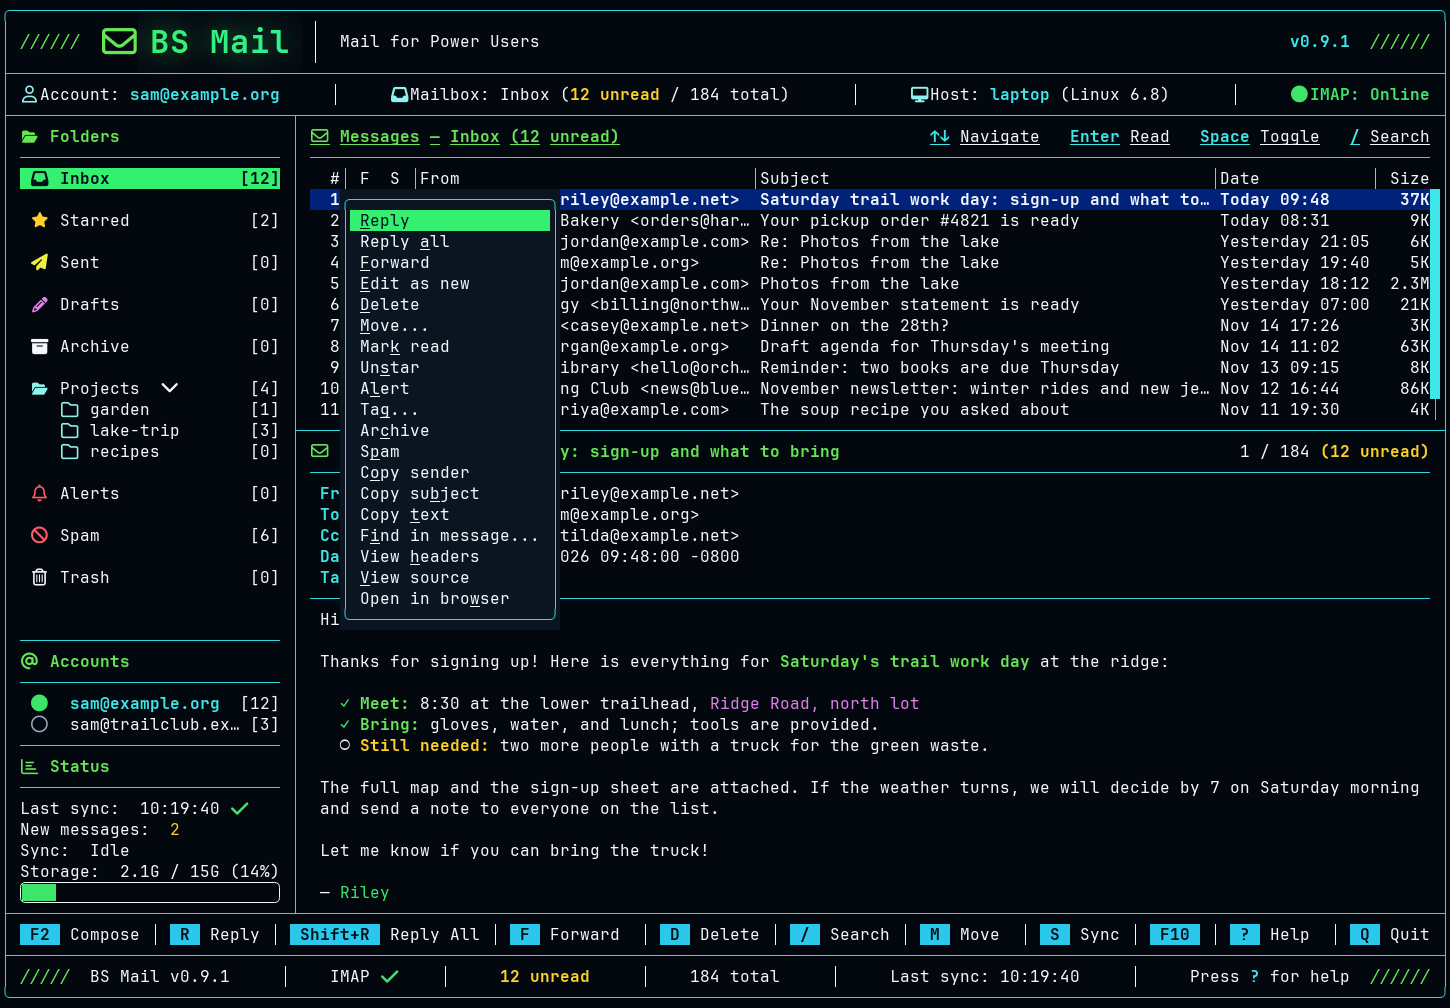 ////// BS Mail Mail for Power Users v0.9.1 //////
Account: sam@example.org Mailbox: Inbox (12 unread / 184 total) Host: laptop (Linux 6.8) IMAP: Online
Folders
Inbox [12]
Starred [2]
Sent [0]
Drafts [0]
Archive [0]
Projects [4]
garden [1]
lake-trip [3]
recipes [0]
Alerts [0]
Spam [6]
Trash [0]
@ Accounts
sam@example.org [12]
sam@trailclub.ex… [3]
Status
Last sync: 10:19:40
New messages: 2
Sync: Idle
Storage: 2.1G / 15G (14%)
Messages — Inbox (12 unread) ↑↓ Navigate Enter Read Space Toggle / Search
# F S From Subject Date Size
1 riley@example.net> Saturday trail work day: sign-up and what to… Today 09:48 37K
2 Bakery <orders@har… Your pickup order #4821 is ready Today 08:31 9K
3 jordan@example.com> Re: Photos from the lake Yesterday 21:05 6K
4 m@example.org> Re: Photos from the lake Yesterday 19:40 5K
5 jordan@example.com> Photos from the lake Yesterday 18:12 2.3M
6 gy <billing@northw… Your November statement is ready Yesterday 07:00 21K
7 <casey@example.net> Dinner on the 28th? Nov 14 17:26 3K
8 rgan@example.org> Draft agenda for Thursday's meeting Nov 14 11:02 63K
9 ibrary <hello@orch… Reminder: two books are due Thursday Nov 13 09:15 8K
10 ng Club <news@blue… November newsletter: winter rides and new je… Nov 12 16:44 86K
11 riya@example.com> The soup recipe you asked about Nov 11 19:30 4K
Reply
Reply all
Forward
Edit as new
Delete
Move...
Mark read
Unstar
Alert
Tag...
Archive
Spam
Copy sender
Copy subject
Copy text
Find in message...
View headers
View source
Open in browser
y: sign-up and what to bring 1 / 184 (12 unread)
Fr riley@example.net>
To m@example.org>
Cc tilda@example.net>
Da 026 09:48:00 -0800
Ta
Hi
Thanks for signing up! Here is everything for Saturday's trail work day at the ridge:
✓ Meet: 8:30 at the lower trailhead, Ridge Road, north lot
✓ Bring: gloves, water, and lunch; tools are provided.
○ Still needed: two more people with a truck for the green waste.
The full map and the sign-up sheet are attached. If the weather turns, we will decide by 7 on Saturday morning
and send a note to everyone on the list.
Let me know if you can bring the truck!
— Riley
F2 Compose R Reply Shift+R Reply All F Forward D Delete / Search M Move S Sync F10 ? Help Q Quit
///// BS Mail v0.9.1 IMAP ✓ 12 unread 184 total Last sync: 10:19:40 Press ? for help //////